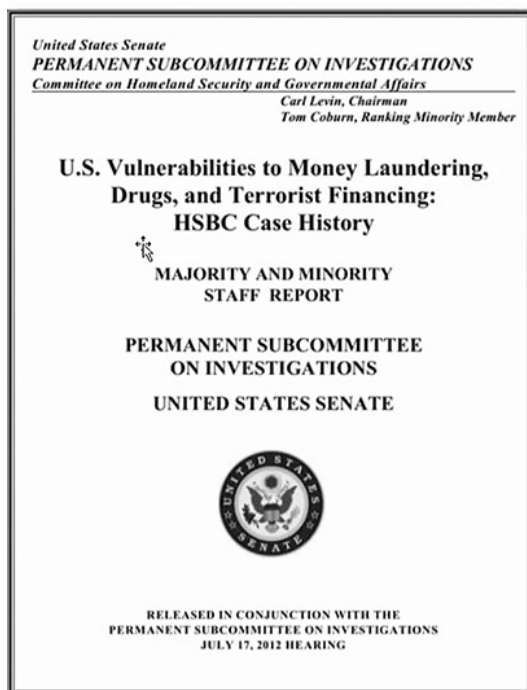 United States Senate
PERMANENT SUBCOMMITTEE ON INVESTIGATIONS
Committee on Homeland Security and Governmental Affairs
Carl Levin, Chairman
Tom Coburn, Ranking Minority Member
U.S. Vulnerabilities to Money Laundering,
Drugs, and Terrorist Financing:
HSBC Case History
MAJORITY AND MINORITY
STAFF REPORT
PERMANENT SUBCOMMITTEE
ON INVESTIGATIONS
UNITED STATES SENATE
UNITED STATES
SENATE
RELEASED IN CONJUNCTION WITH THE
PERMANENT SUBCOMMITTEE ON INVESTIGATIONS
JULY 17, 2012 HEARING